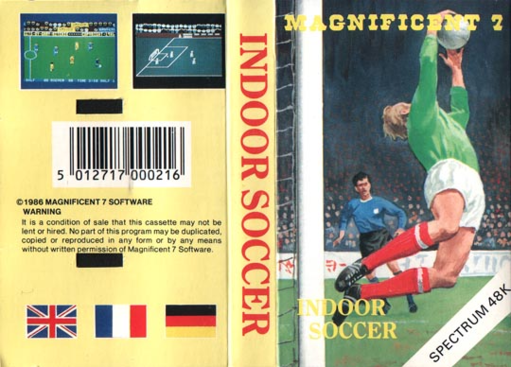 5 012717 000216
©1986 MAGNIFICENT 7 SOFTWARE
WARNING
It is a condition of sale that this cassette may not be
lent or hired. No part of this program may be duplicated,
copied or reproduced in any form or by any means
without written permission of Magnificent 7 Software.
INDOOR SOCCER
MAGNIFICENT 7
INDOOR
SOCCER
SPECTRUM 48K